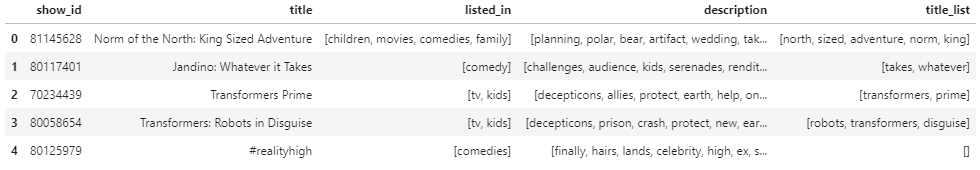 show_id title listed_in description title_list
0 81145628 Norm of the North: King Sized Adventure [children, movies, comedies, family] [planning, polar, bear, artifact, wedding, tak... [north, sized, adventure, norm, king]
1 80117401 Jandino: Whatever it Takes [comedy] [challenges, audience, kids, serenades, rendit... [takes, whatever]
2 70234439 Transformers Prime [tv, kids] [decepticons, allies, protect, earth, help, on... [transformers, prime]
3 80058654 Transformers: Robots in Disguise [tv, kids] [decepticons, prison, crash, protect, new, ear... [robots, transformers, disguise]
4 80125979 #realityhigh [comedies] [finally, hairs, lands, celebrity, high, ex, s... []